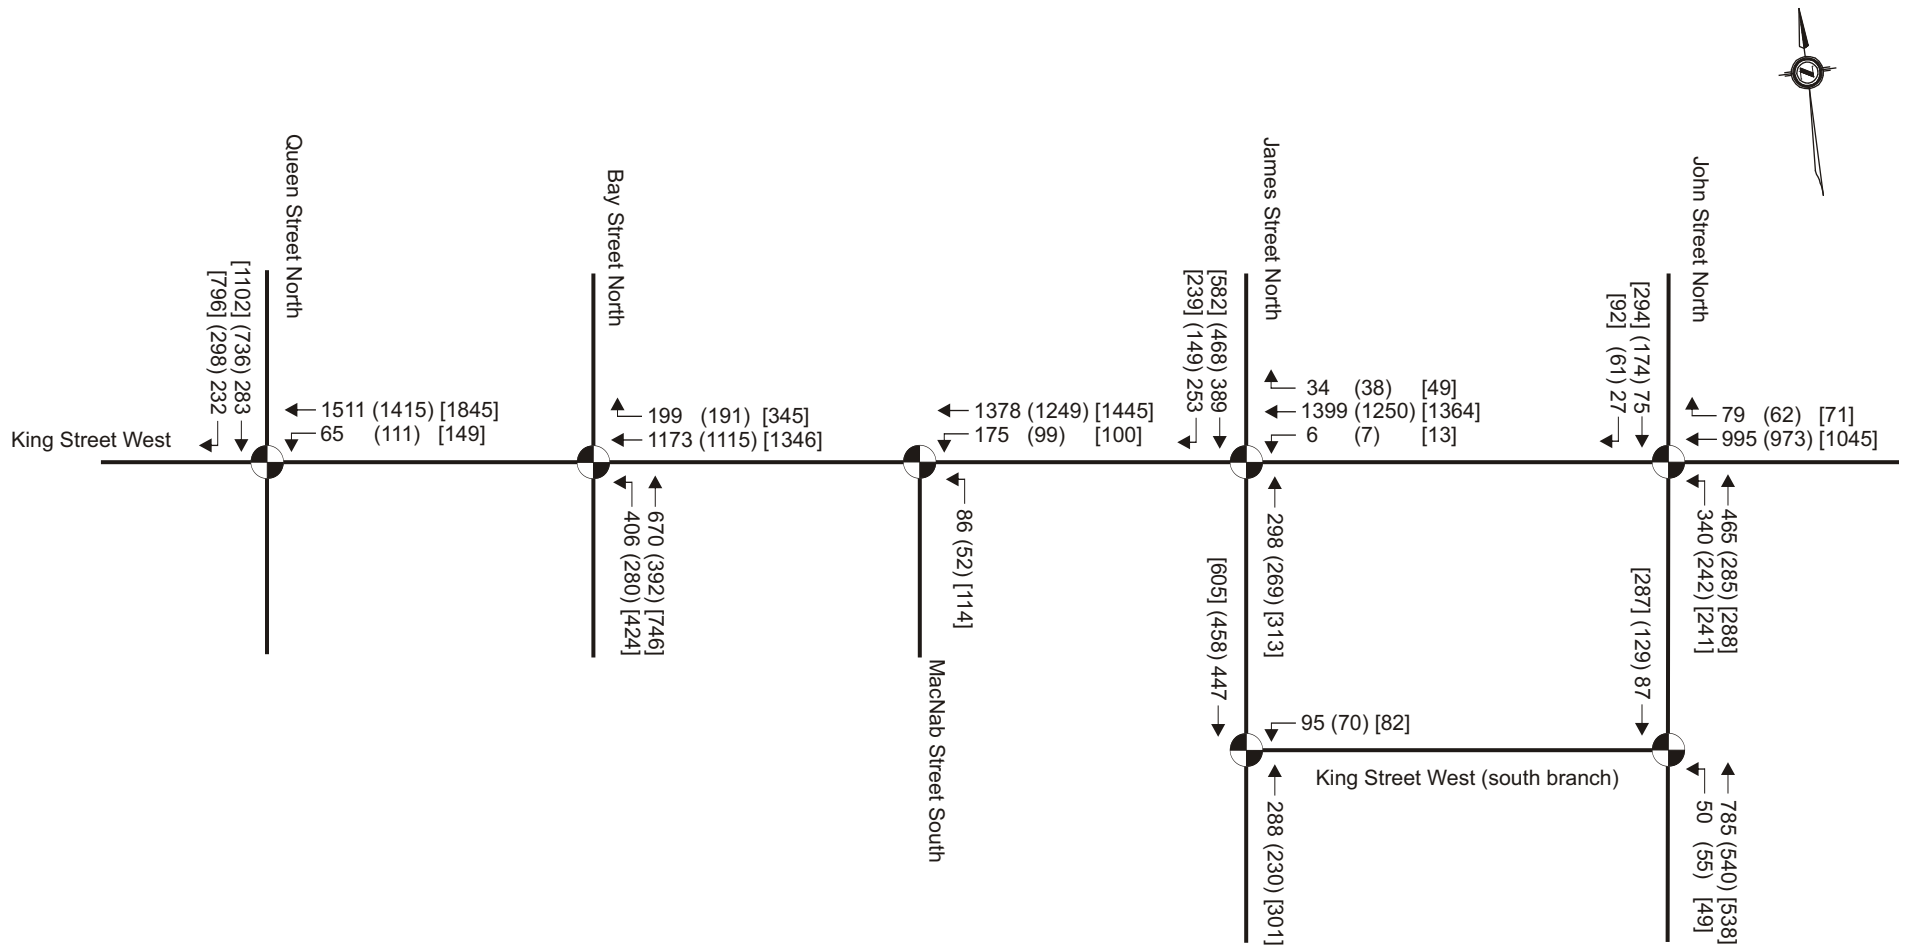 Queen Street North
Bay Street North
James Street North
John Street North
[1102] (736) 283
[796] (298) 232
1511 (1415) [1845]
65 (111) [149]
King Street West
199 (191) [345]
1173 (1115) [1346]
670 (392) [746]
406 (280) [424]
1378 (1249) [1445]
175 (99) [100]
86 (52) [114]
MacNab Street South
[582] (468) 389
[239] (149) 253
34 (38) [49]
1399 (1250) [1364]
6 (7) [13]
298 (269) [313]
[605] (458) 447
[294] (174) 75
[92] (61) 27
79 (62) [71]
995 (973) [1045]
465 (285) [288]
340 (242) [241]
[287] (129) 87
95 (70) [82]
King Street West (south branch)
288 (230) [301]
785 (540) [538]
50 (55) [49]